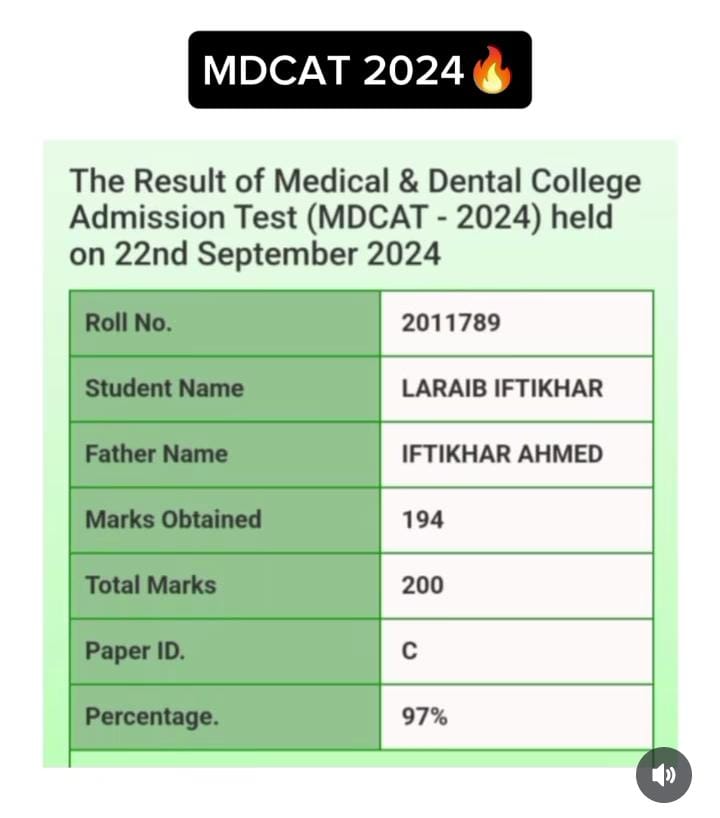 MDCAT 2024🔥
The Result of Medical & Dental College
Admission Test (MDCAT - 2024) held
on 22nd September 2024
Roll No. 2011789
Student Name LARAIB IFTIKHAR
Father Name IFTIKHAR AHMED
Marks Obtained 194
Total Marks 200
Paper ID. C
Percentage. 97%